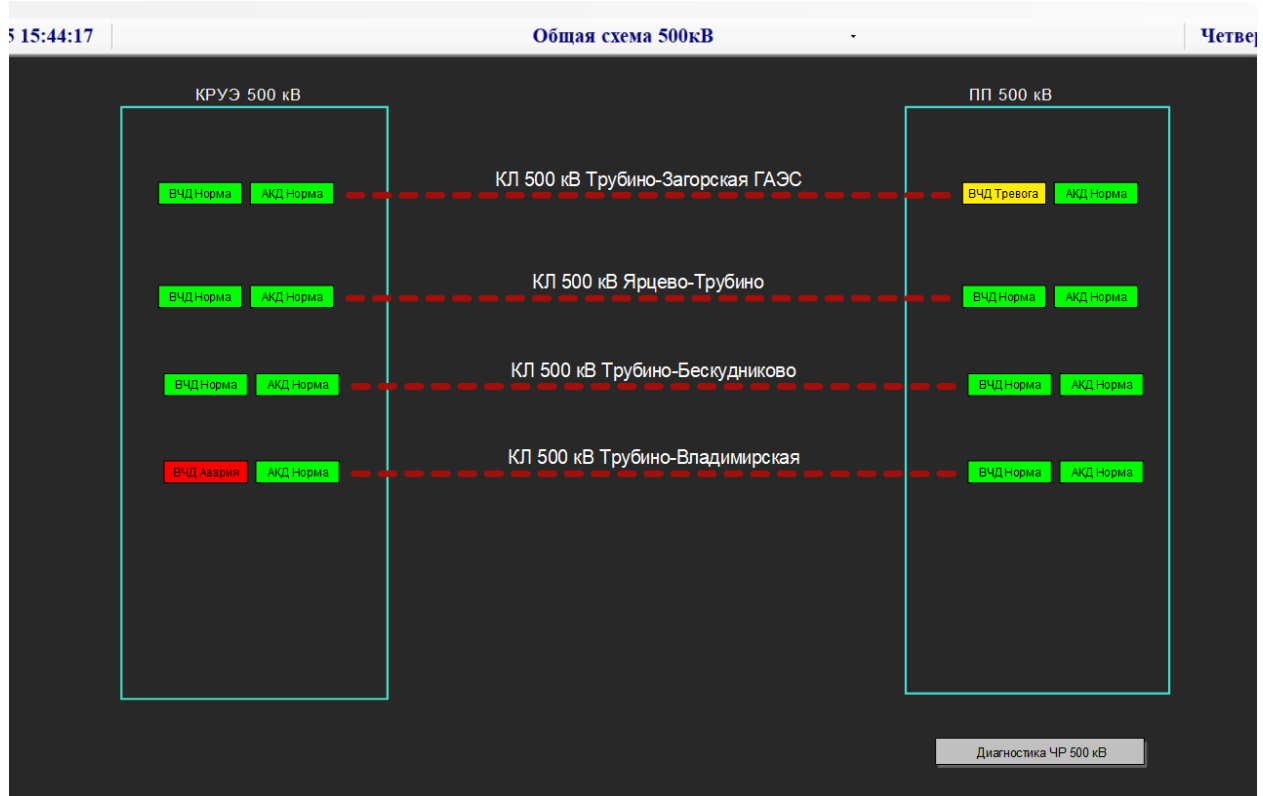 5 15:44:17 Общая схема 500кВ Четвер
КРУЭ 500 кВ ПП 500 кВ
КЛ 500 кВ Трубино-Загорская ГАЭС
ВЧД Норма АКД Норма ВЧД Тревога АКД Норма
КЛ 500 кВ Ярцево-Трубино
ВЧД Норма АКД Норма ВЧД Норма АКД Норма
КЛ 500 кВ Трубино-Бескудниково
ВЧД Норма АКД Норма ВЧД Норма АКД Норма
КЛ 500 кВ Трубино-Владимирская
ВЧД Авария АКД Норма ВЧД Норма АКД Норма
Диагностика ЧР 500 кВ